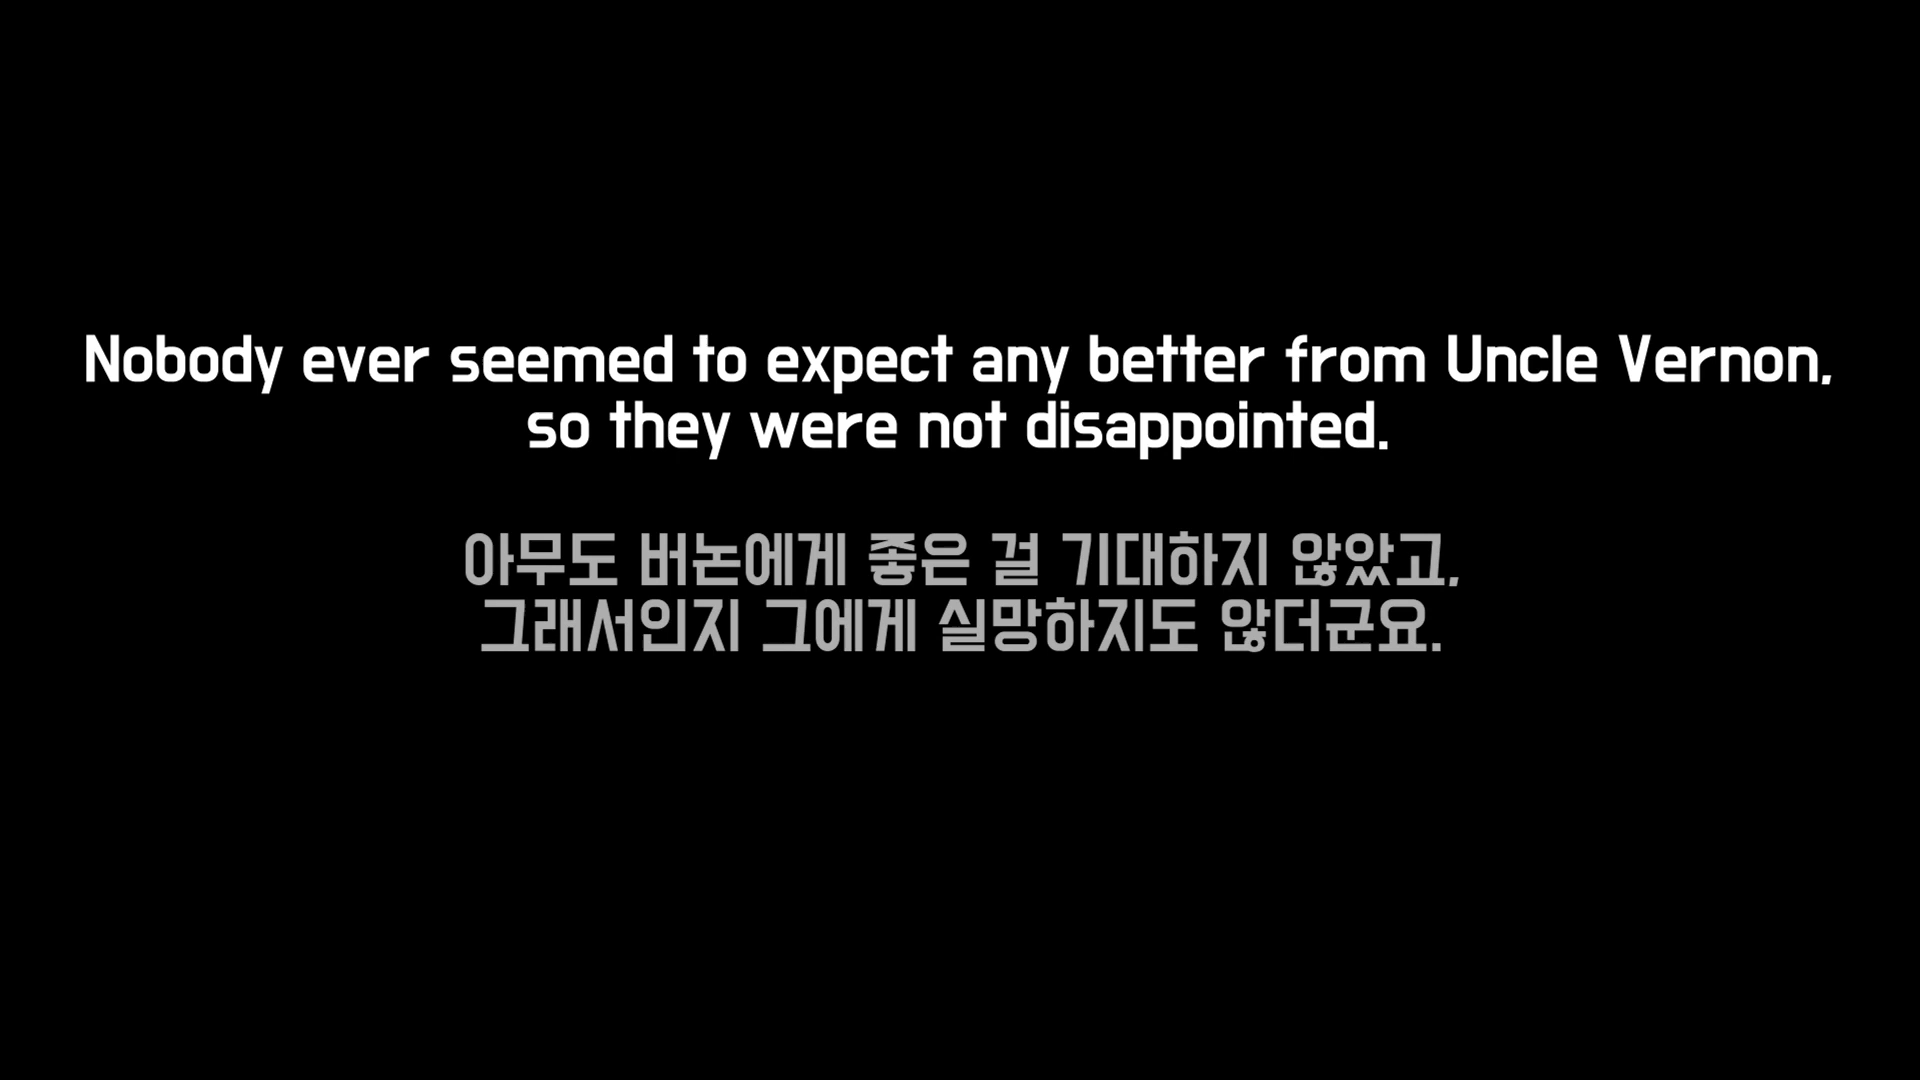 Nobody ever seemed to expect any better from Uncle Vernon,
so they were not disappointed.
아무도 버논에게 좋은 걸 기대하지 않았고,
그래서인지 그에게 실망하지도 않더군요.